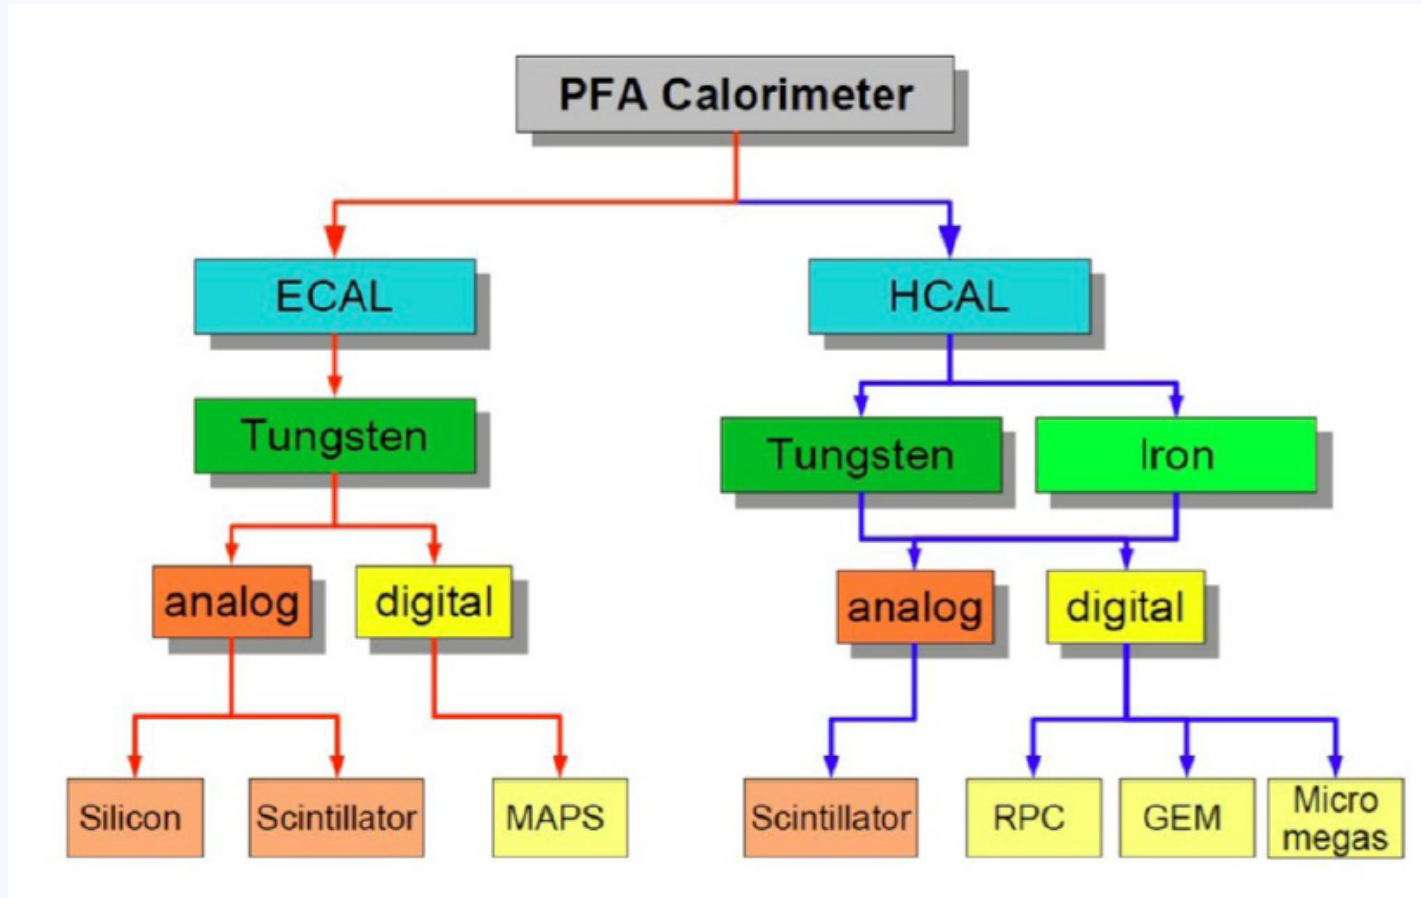 PFA Calorimeter
ECAL
HCAL
Tungsten
Tungsten
Iron
analog
digital
analog
digital
Silicon
Scintillator
MAPS
Scintillator
RPC
GEM
Micro
megas